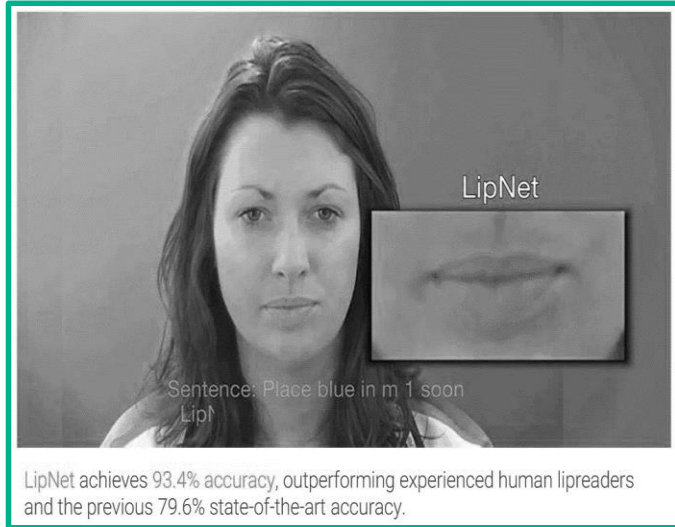 LipNet
Sentence: Place blue in m 1 soon
LipN
LipNet achieves 93.4% accuracy, outperforming experienced human lipreaders
and the previous 79.6% state-of-the-art accuracy.